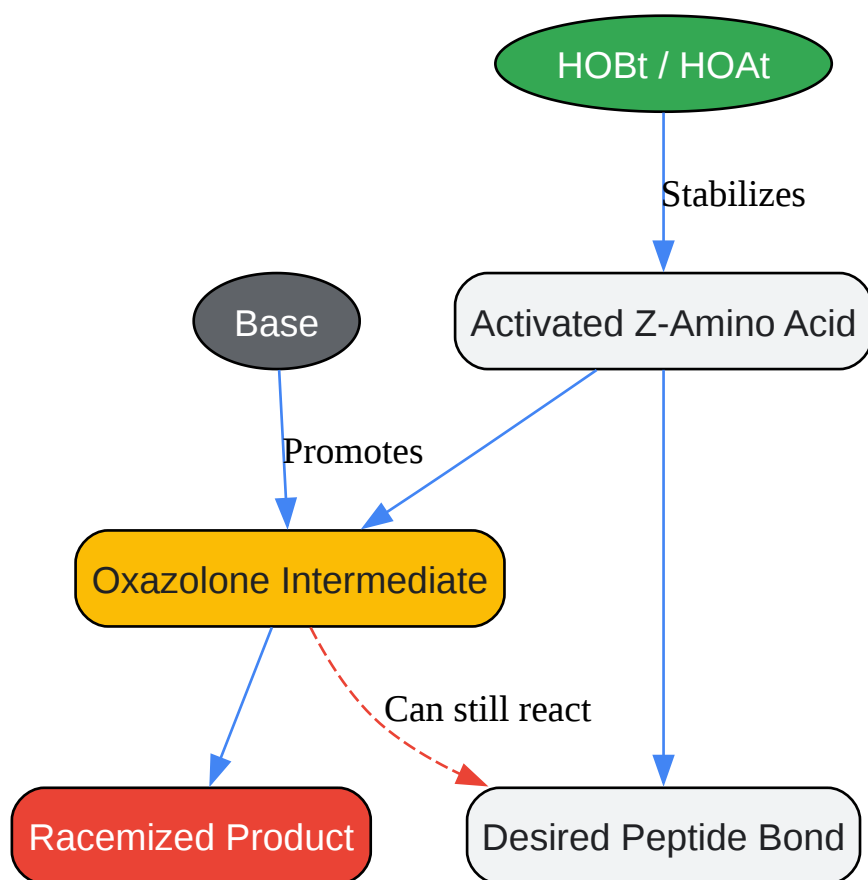 HOBt / HOAt
Stabilizes
Base
Activated Z-Amino Acid
Promotes
Oxazolone Intermediate
Can still react
Racemized Product
Desired Peptide Bond